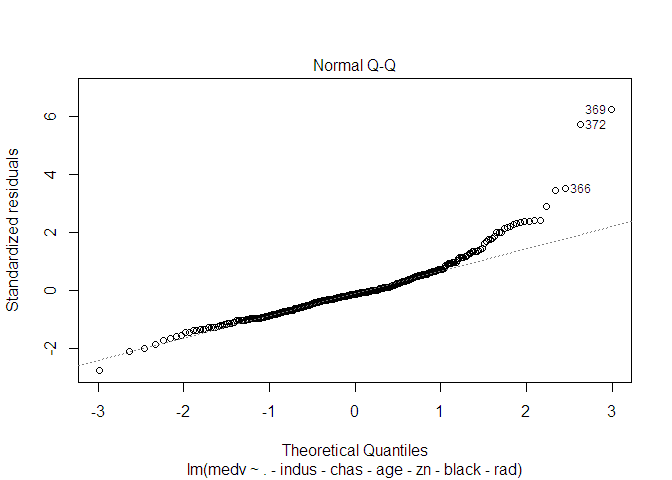 Normal Q-Q
Standardized residuals
6
4
2
0
-2
369
372
366
-3 -2 -1 0 1 2 3
Theoretical Quantiles
lm(medv ~ . - indus - chas - age - zn - black - rad)